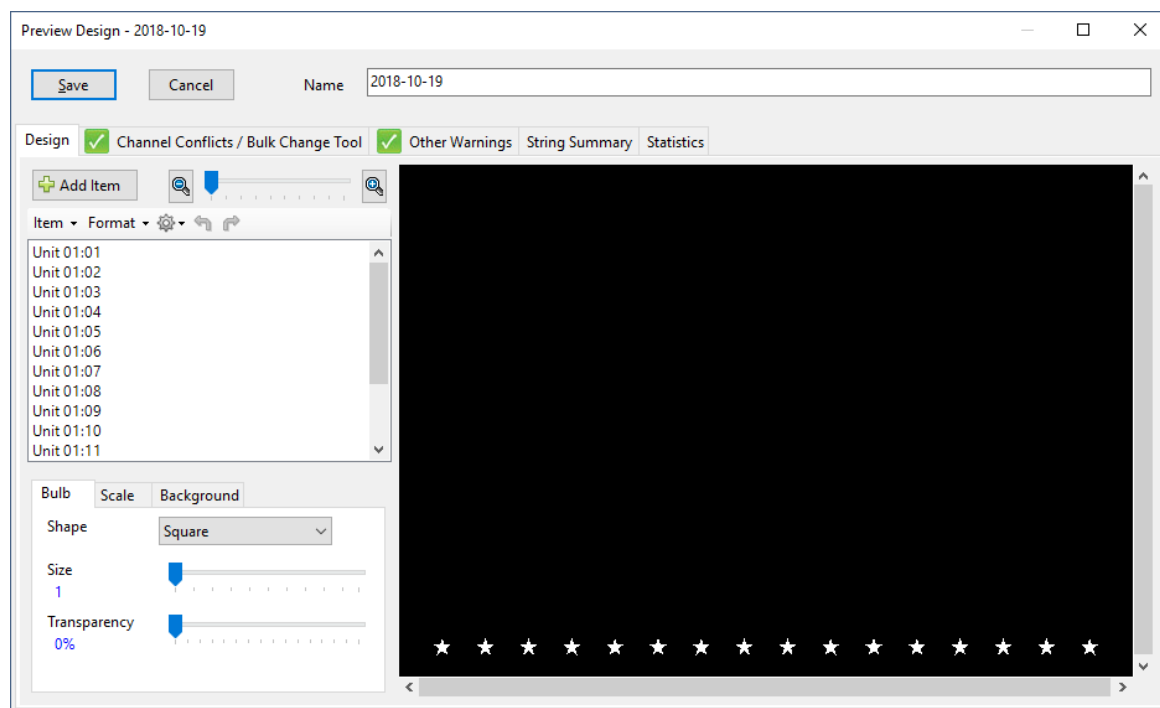 Preview Design - 2018-10-19
Save Cancel Name 2018-10-19
Design Channel Conflicts / Bulk Change Tool Other Warnings String Summary Statistics
Add Item
Item Format
Unit 01:01
Unit 01:02
Unit 01:03
Unit 01:04
Unit 01:05
Unit 01:06
Unit 01:07
Unit 01:08
Unit 01:09
Unit 01:10
Unit 01:11
Bulb Scale Background
Shape Square
Size
1
Transparency
0%